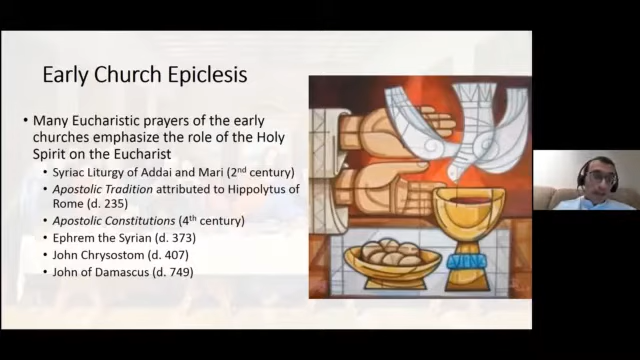 Early Church Epiclesis
• Many Eucharistic prayers of the early
churches emphasize the role of the Holy
Spirit on the Eucharist
• Syriac Liturgy of Addai and Mari (2nd century)
• Apostolic Tradition attributed to Hippolytus of
Rome (d. 235)
• Apostolic Constitutions (4th century)
• Ephrem the Syrian (d. 373)
• John Chrysostom (d. 407)
• John of Damascus (d. 749)